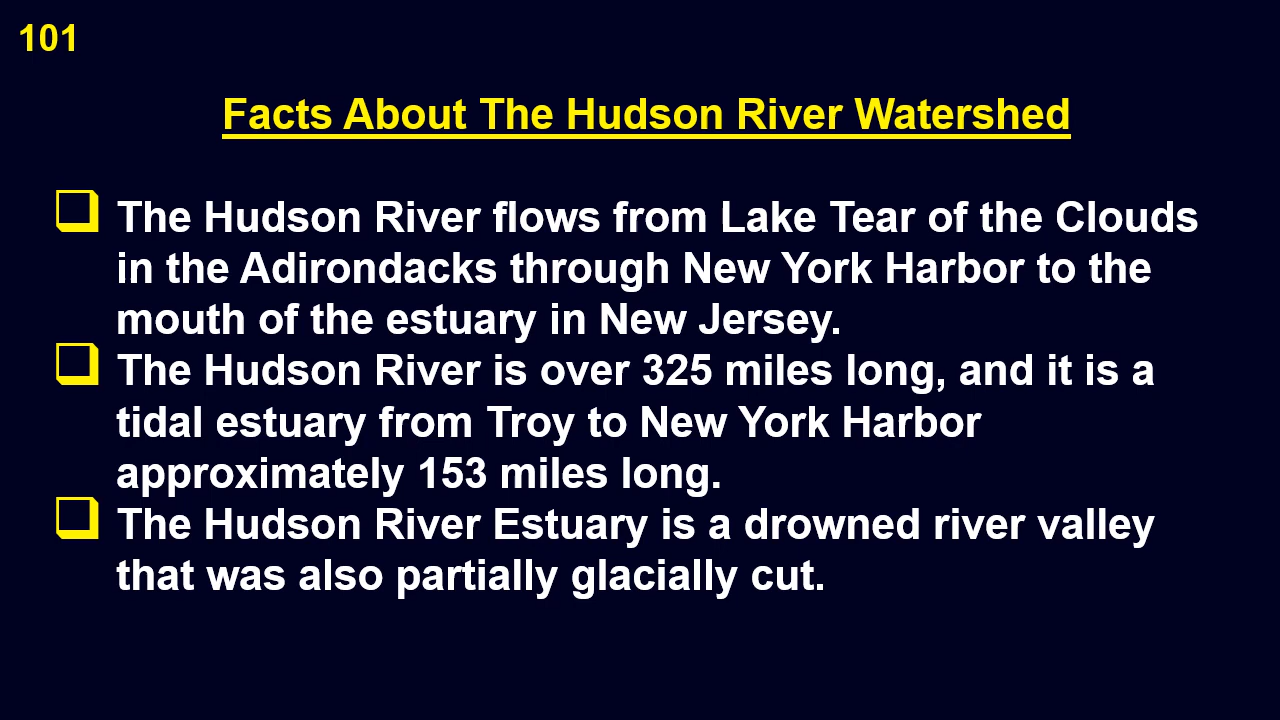 101
Facts About The Hudson River Watershed
The Hudson River flows from Lake Tear of the Clouds
in the Adirondacks through New York Harbor to the
mouth of the estuary in New Jersey.
The Hudson River is over 325 miles long, and it is a
tidal estuary from Troy to New York Harbor
approximately 153 miles long.
The Hudson River Estuary is a drowned river valley
that was also partially glacially cut.